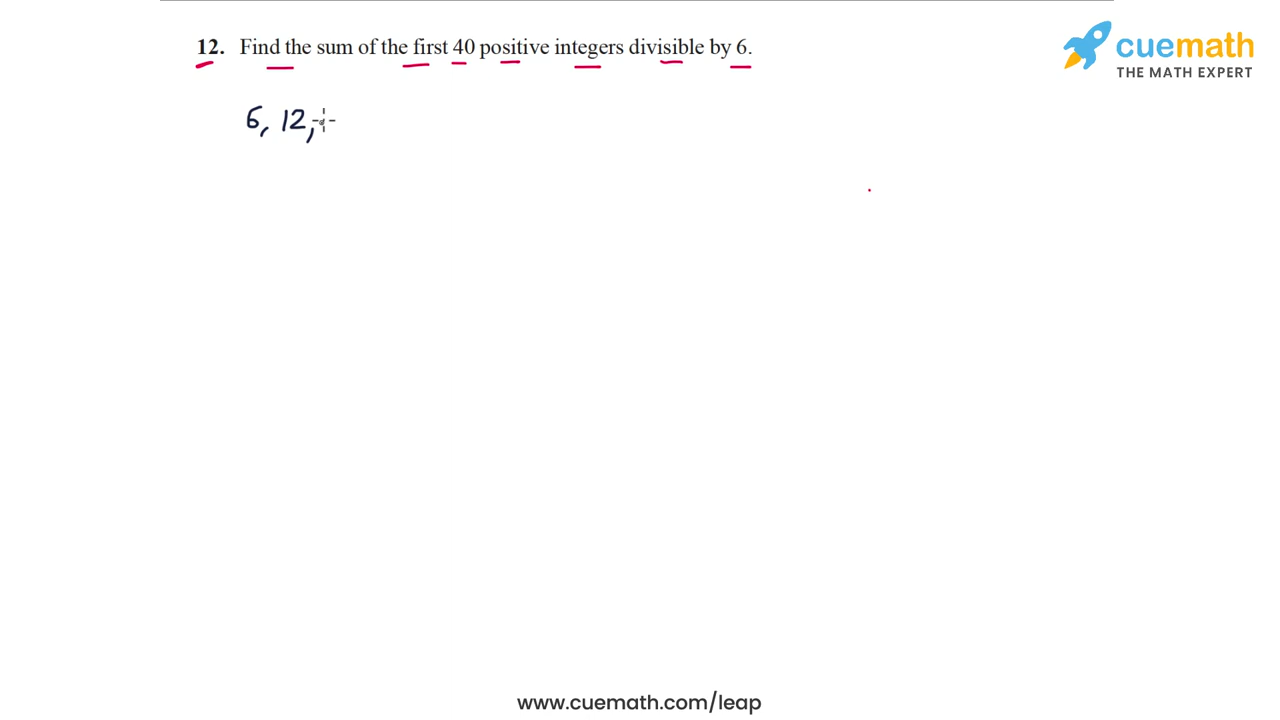 12. Find the sum of the first 40 positive integers divisible by 6.
cuemath
THE MATH EXPERT
6, 12,
www.cuemath.com/leap